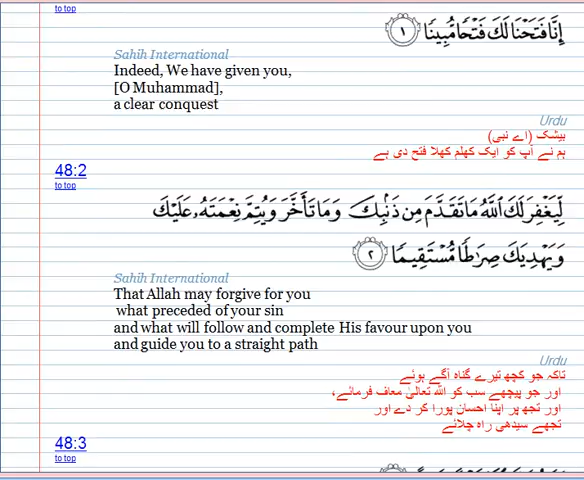 to top
إِنَّا فَتَحْنَا لَكَ فَتْحًا مُّبِينًا ﴿١﴾
Sahih International
Indeed, We have given you,
[O Muhammad],
a clear conquest
Urdu
بیشک (اے نبی)
ہم نے آپ کو ایک کھلم کھلا فتح دی ہے
48:2
to top
لِّيَغْفِرَ لَكَ اللَّهُ مَا تَقَدَّمَ مِن ذَنبِكَ وَمَا تَأَخَّرَ وَيُتِمَّ نِعْمَتَهُ عَلَيْكَ
وَيَهْدِيَكَ صِرَاطًا مُّسْتَقِيمًا ﴿٢﴾
Sahih International
That Allah may forgive for you
what preceded of your sin
and what will follow and complete His favour upon you
and guide you to a straight path
Urdu
تاکہ جو کچھ تیرے گناه آگے ہوئے
اور جو پیچھے سب کو اللہ تعالیٰ معاف فرمائے،
اور تجھ پر اپنا احسان پورا کر دے اور
تجھے سیدھی راه چلائے
48:3
to top